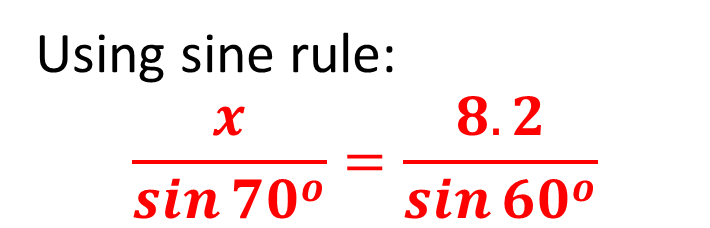 Using sine rule:
x / sin 70° = 8.2 / sin 60°